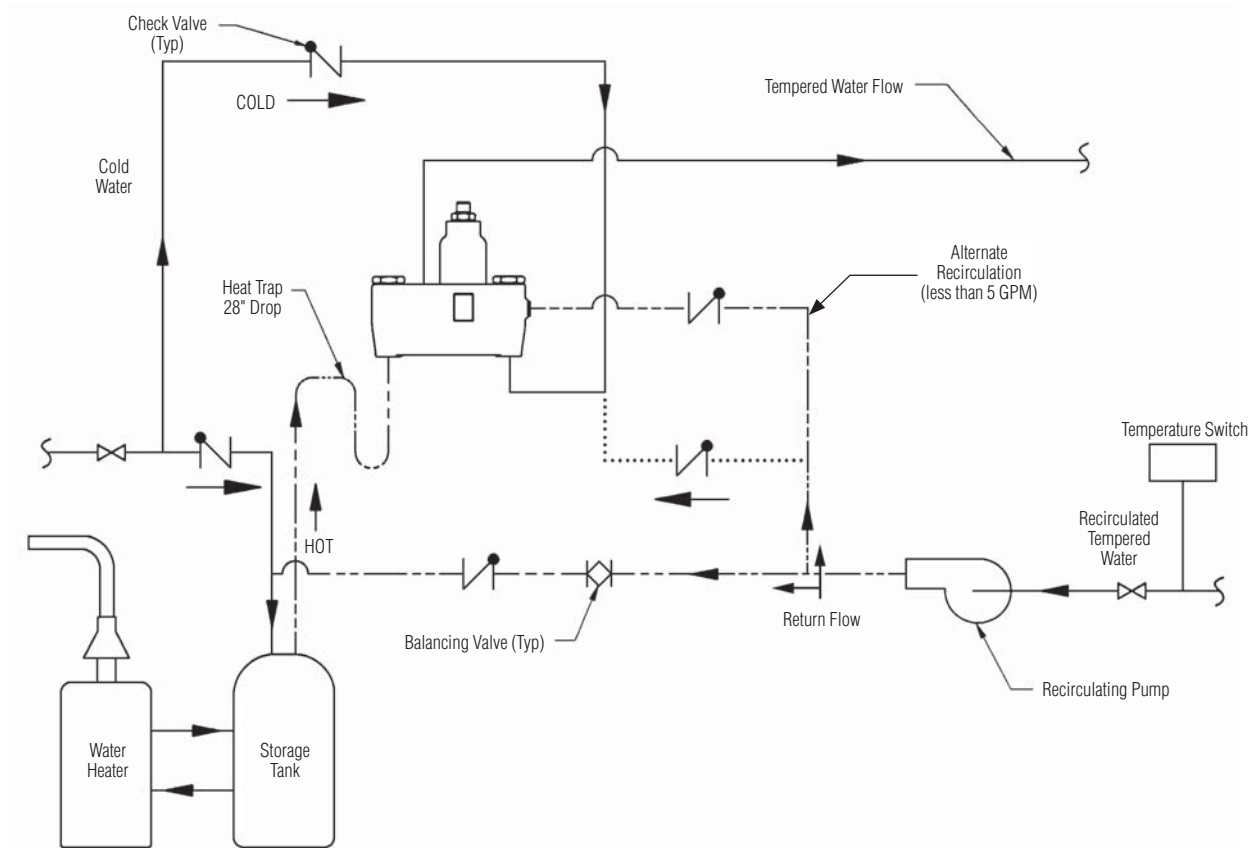 Check Valve
(Typ)
COLD
Tempered Water Flow
Cold
Water
Alternate
Recirculation
(less than 5 GPM)
Heat Trap
28" Drop
Temperature Switch
Recirculated
Tempered
Water
HOT
Return Flow
Balancing Valve (Typ)
Recirculating Pump
Water
Heater
Storage
Tank